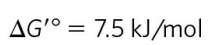 ΔG′° = 7.5 kJ/mol